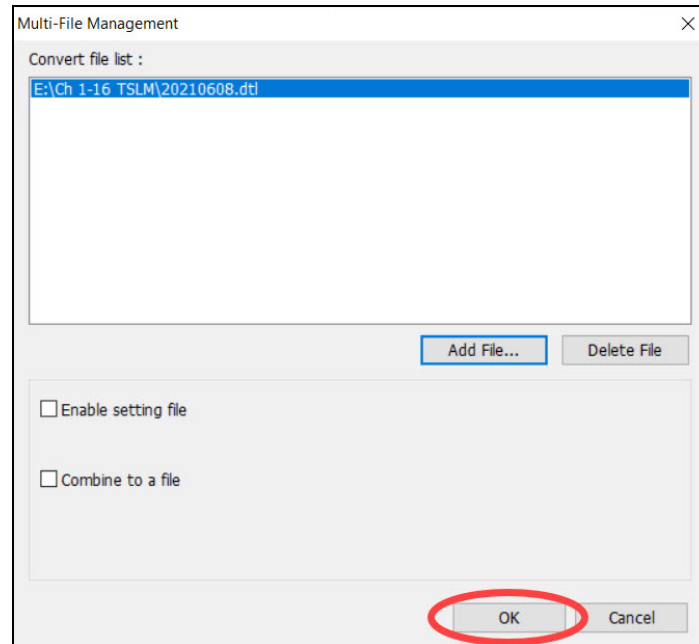 Multi-File Management
Convert file list :
E:\Ch 1-16 TSLM\20210608.dtl
Add File... Delete File
Enable setting file
Combine to a file
OK Cancel